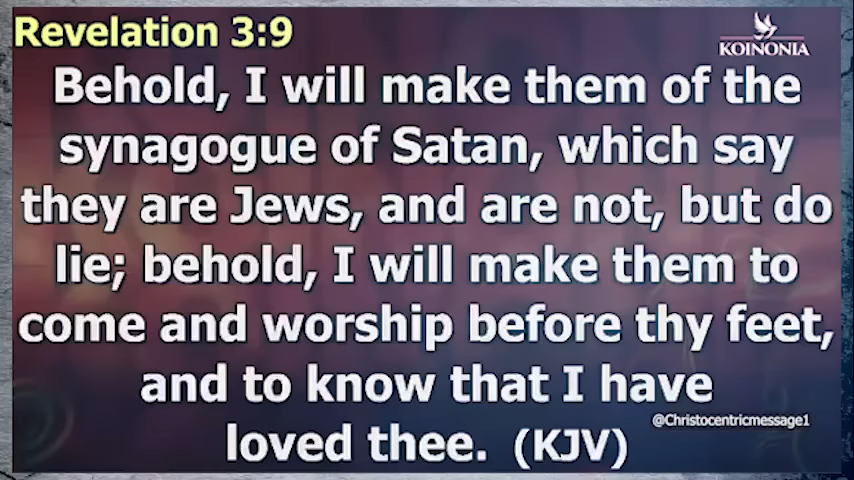 Revelation 3:9
KOINONIA
Behold, I will make them of the
synagogue of Satan, which say
they are Jews, and are not, but do
lie; behold, I will make them to
come and worship before thy feet,
and to know that I have
@Christocentricmessage1
loved thee. (KJV)